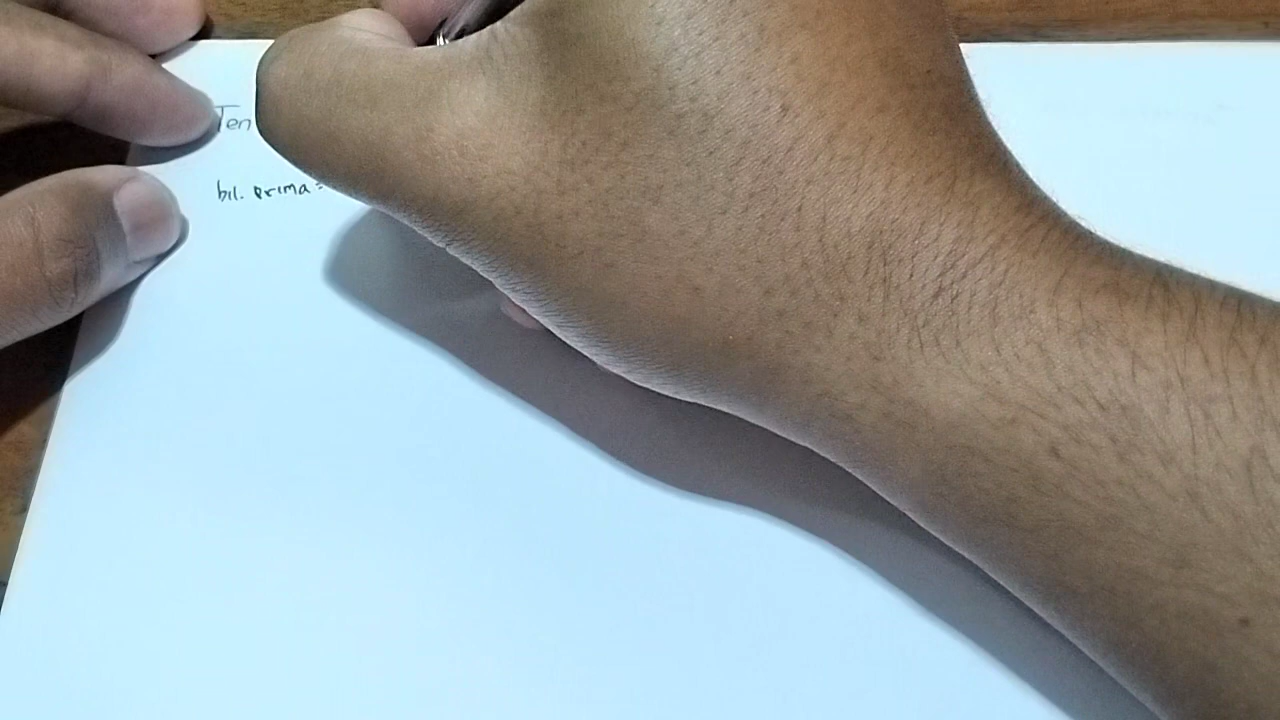 Ten
bil. prima =